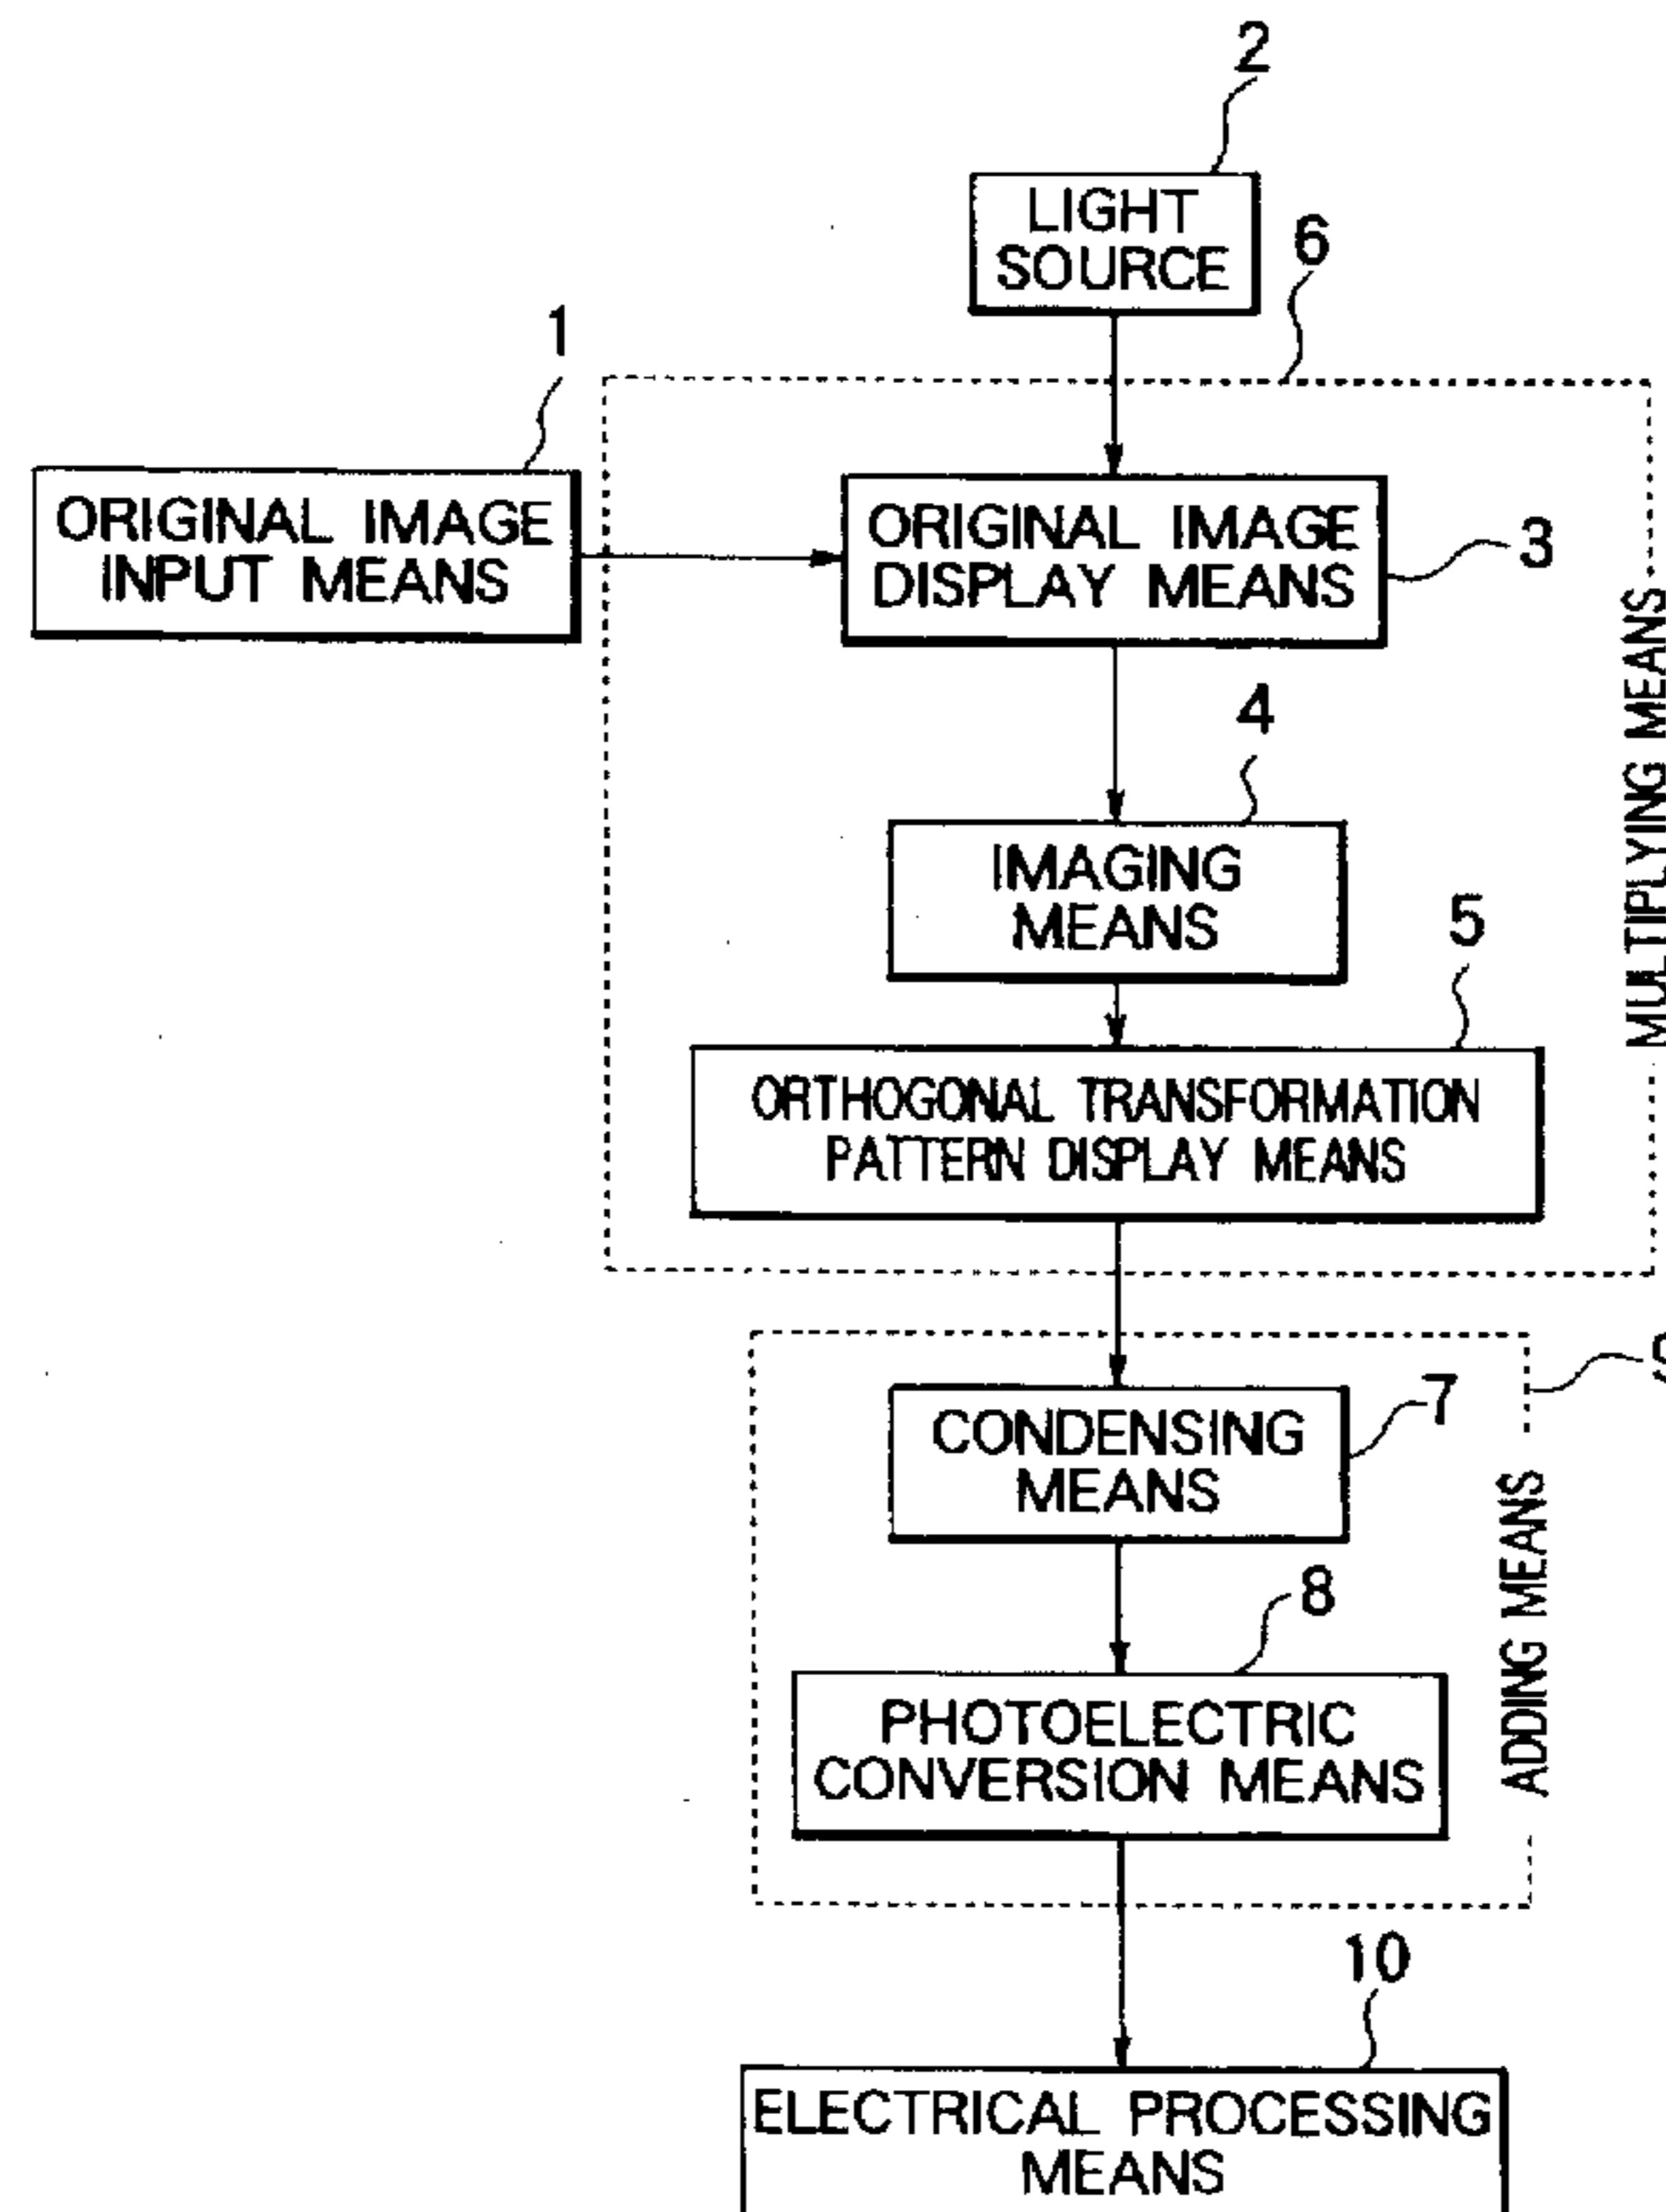 2
LIGHT
SOURCE
6
1
ORIGINAL IMAGE
INPUT MEANS
ORIGINAL IMAGE
DISPLAY MEANS
3
4
IMAGING
MEANS
MULTIPLYING MEANS
5
ORTHOGONAL TRANSFORMATION
PATTERN DISPLAY MEANS
9
CONDENSING
MEANS
7
8
PHOTOELECTRIC
CONVERSION MEANS
ADDING MEANS
10
ELECTRICAL PROCESSING
MEANS